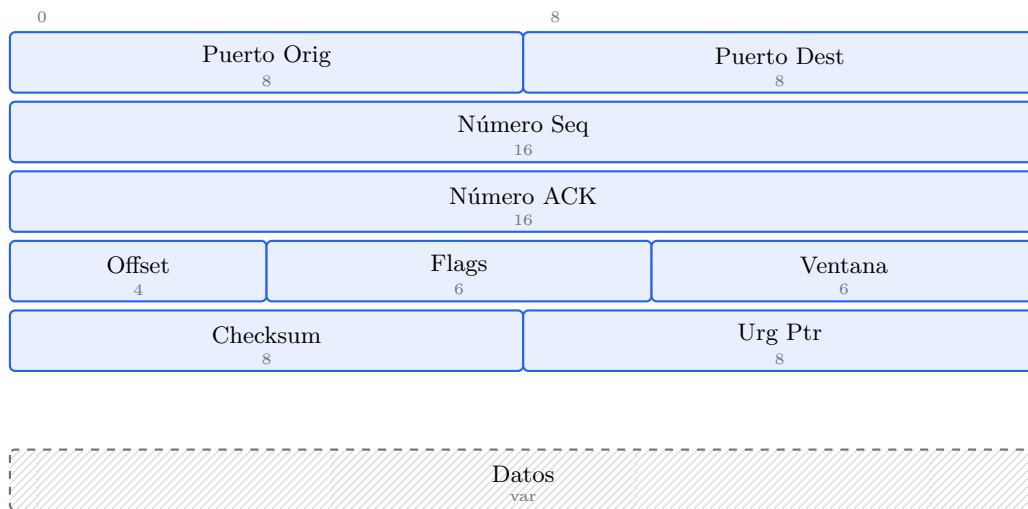 0 8
Puerto Orig Puerto Dest
8 8
Número Seq
16
Número ACK
16
Offset Flags Ventana
4 6 6
Checksum Urg Ptr
8 8
Datos
var